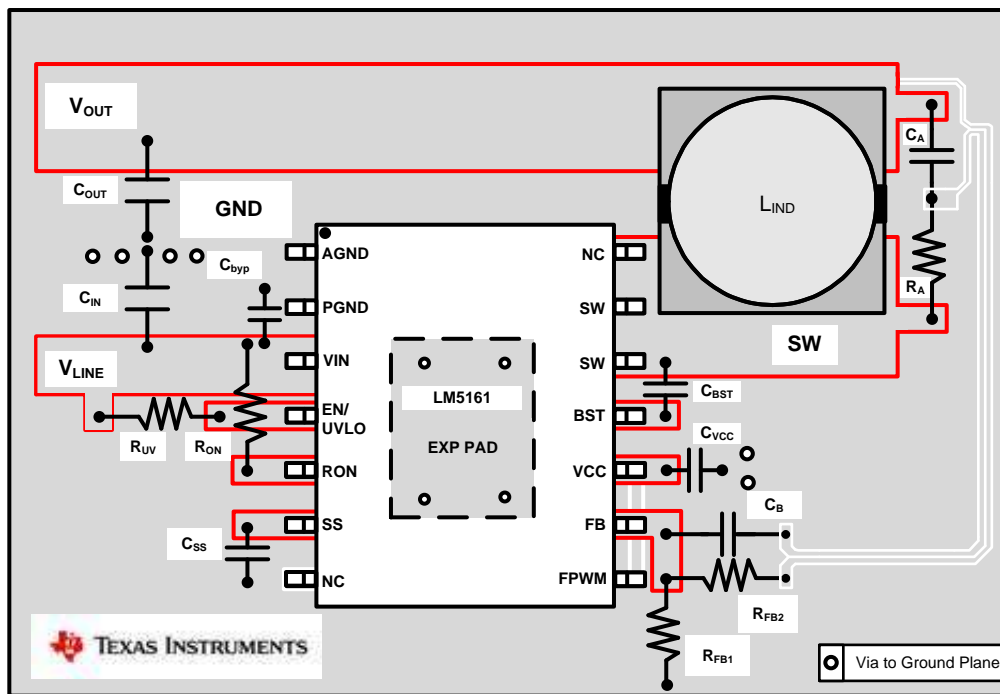 VOUT
COUT
GND
CIN
Cbyp
VLINE
RUV
RON
CSS
AGND
PGND
VIN
EN/
UVLO
RON
SS
NC
LM5161
EXP PAD
NC
SW
SW
BST
VCC
FB
FPWM
LIND
CA
RA
SW
CBST
CVCC
CB
RFB2
RFB1
TEXAS INSTRUMENTS
Via to Ground Plane